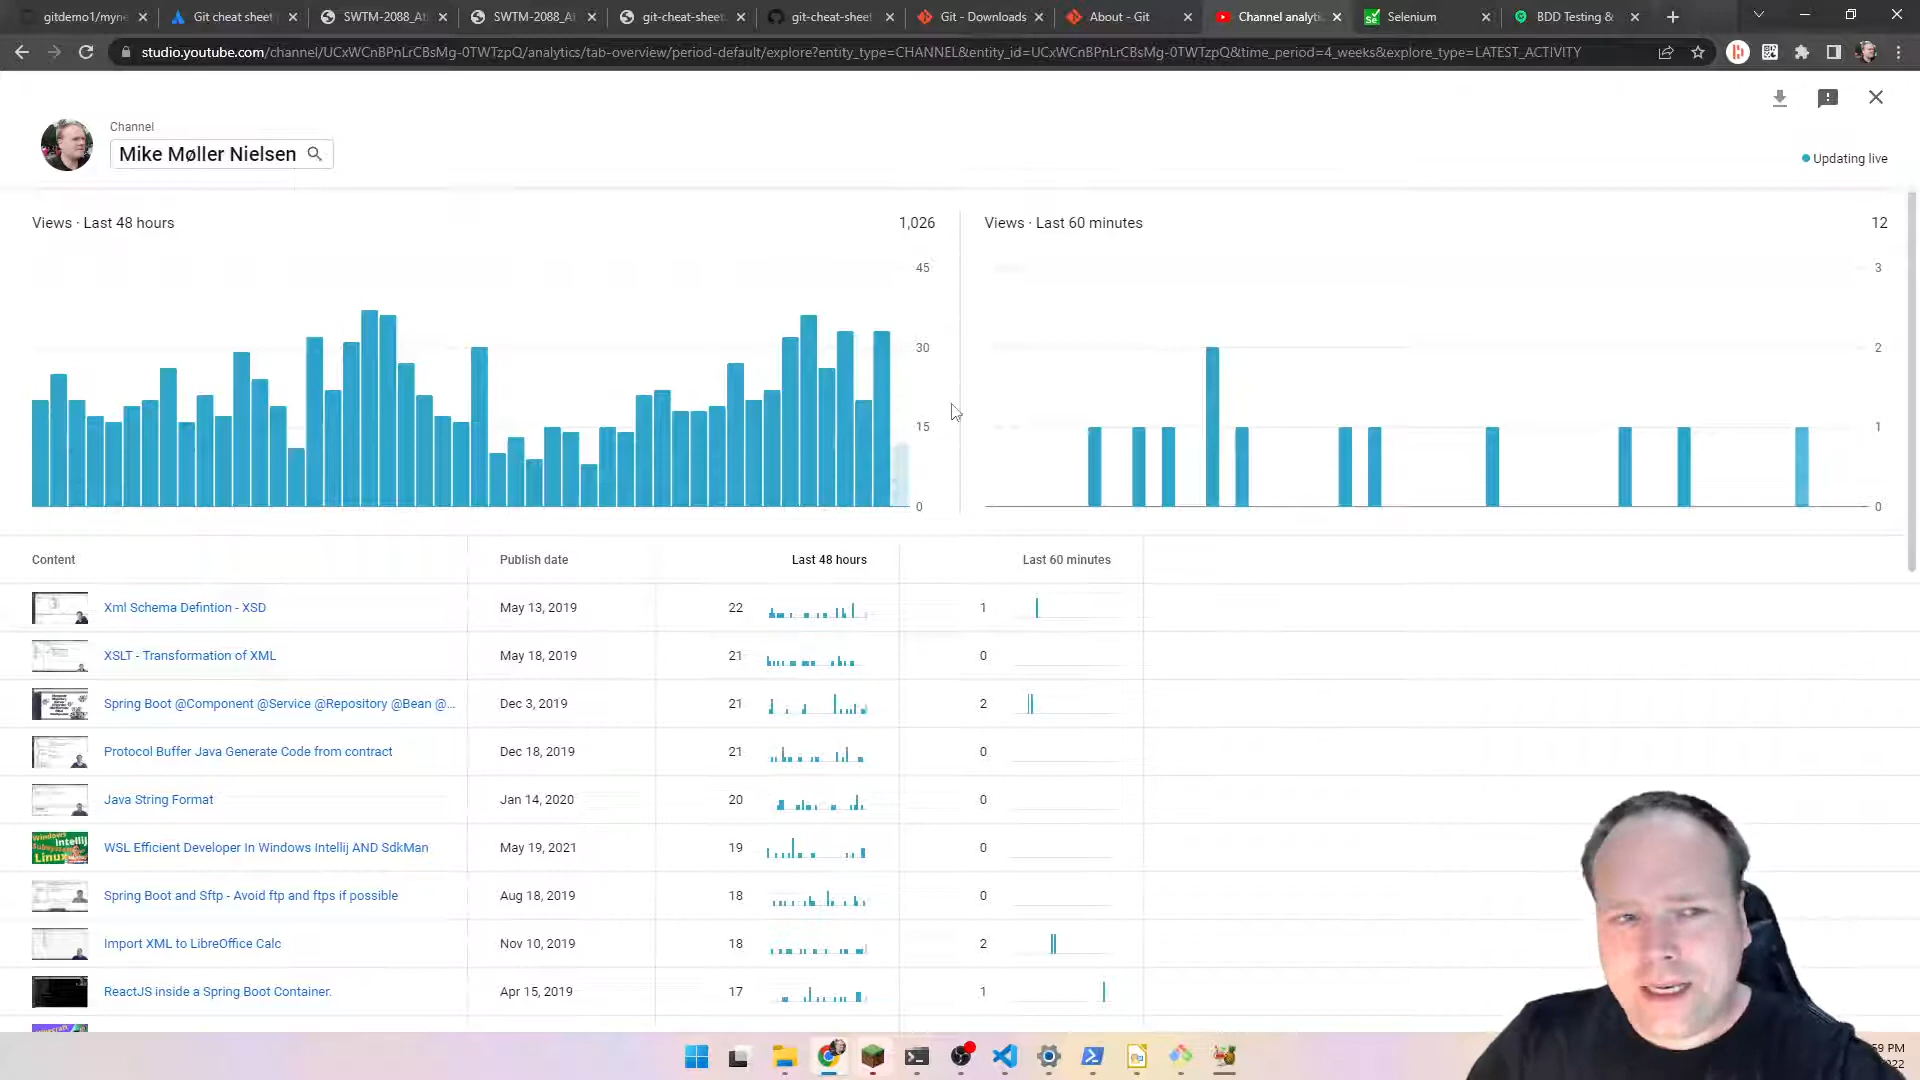 gitdemo1/myne
Git cheat sheet
SWTM-2088_At
SWTM-2088_At
git-cheat-sheet.
git-cheat-shee
Git - Downloads
About - Git
Channel analyti
Selenium
BDD Testing &
studio.youtube.com/channel/UCxWCnBPnLrCBsMg-0TWTzpQ/analytics/tab-overview/period-default/explore?entity_type=CHANNEL&entity_id=UCxWCnBPnLrCBsMg-0TWTzpQ&time_period=4_weeks&explore_type=LATEST_ACTIVITY
Channel
Mike Møller Nielsen
Updating live
Views · Last 48 hours 1,026
Views · Last 60 minutes 12
45
30
15
0
3
2
1
0
Content Publish date Last 48 hours Last 60 minutes
Xml Schema Defintion - XSD May 13, 2019 22 1
XSLT - Transformation of XML May 18, 2019 21 0
Spring Boot @Component @Service @Repository @Bean @... Dec 3, 2019 21 2
Protocol Buffer Java Generate Code from contract Dec 18, 2019 21 0
Java String Format Jan 14, 2020 20 0
Windows
Intellij
Linux
WSL Efficient Developer In Windows Intellij AND SdkMan May 19, 2021 19 0
Spring Boot and Sftp - Avoid ftp and ftps if possible Aug 18, 2019 18 0
Import XML to LibreOffice Calc Nov 10, 2019 18 2
ReactJS inside a Spring Boot Container. Apr 15, 2019 17 1
:59 PM